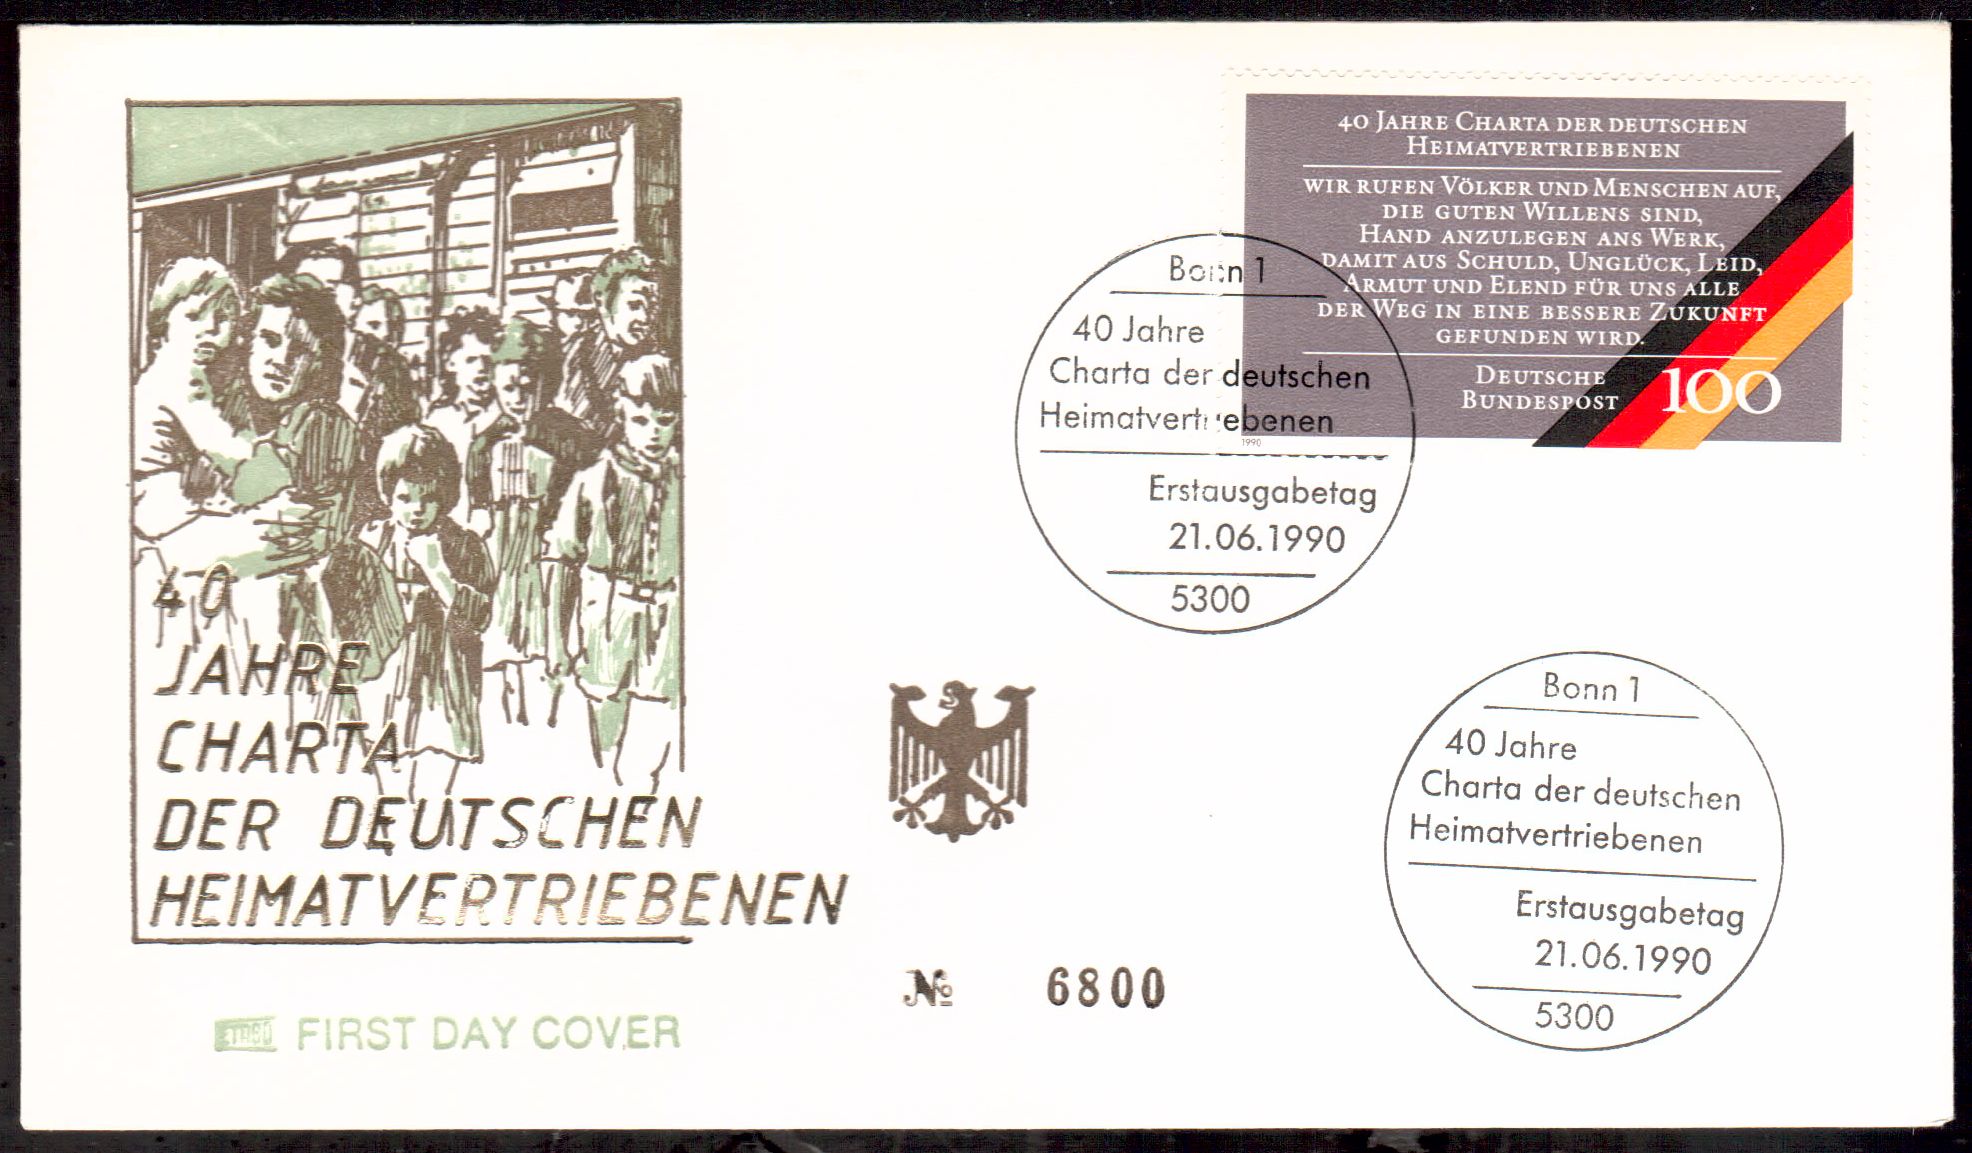 40 JAHRE CHARTA DER DEUTSCHEN
HEIMATVERTRIEBENEN
WIR RUFEN VÖLKER UND MENSCHEN AUF,
DIE GUTEN WILLENS SIND,
HAND ANZULEGEN ANS WERK,
DAMIT AUS SCHULD, UNGLÜCK, LEID,
ARMUT UND ELEND FÜR UNS ALLE
DER WEG IN EINE BESSERE ZUKUNFT
GEFUNDEN WIRD.
DEUTSCHE
BUNDESPOST 100
1990
Bonn 1
40 Jahre
Charta der deutschen
Heimatvertriebenen
Erstausgabetag
21.06.1990
5300
40
JAHRE
CHARTA
DER DEUTSCHEN
HEIMATVERTRIEBENEN
Bonn 1
40 Jahre
Charta der deutschen
Heimatvertriebenen
Erstausgabetag
21.06.1990
5300
№ 6800
FIRST DAY COVER